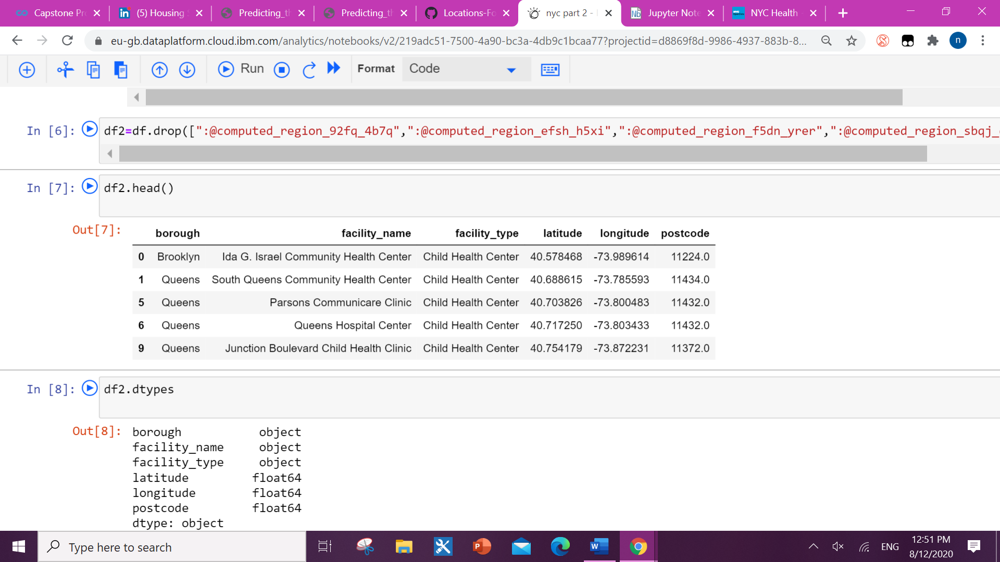 Capstone Pr
(5) Housing
Predicting_t
Predicting_t
Locations-Fo
nyc part 2 -
Jupyter Note
NYC Health
eu-gb.dataplatform.cloud.ibm.com/analytics/notebooks/v2/219adc51-7500-4a90-bc3a-4db9c1bcaa77?projectid=d8869f8d-9986-4937-883b-8...
n
Run
Format
Code
In [6]:
df2=df.drop([":@computed_region_92fq_4b7q",":@computed_region_efsh_h5xi",":@computed_region_f5dn_yrer",":@computed_region_sbqj_
In [7]:
df2.head()
Out[7]:
borough facility_name facility_type latitude longitude postcode
0 Brooklyn Ida G. Israel Community Health Center Child Health Center 40.578468 -73.989614 11224.0
1 Queens South Queens Community Health Center Child Health Center 40.688615 -73.785593 11434.0
5 Queens Parsons Communicare Clinic Child Health Center 40.703826 -73.800483 11432.0
6 Queens Queens Hospital Center Child Health Center 40.717250 -73.803433 11432.0
9 Queens Junction Boulevard Child Health Clinic Child Health Center 40.754179 -73.872231 11372.0
In [8]:
df2.dtypes
Out[8]:
borough object
facility_name object
facility_type object
latitude float64
longitude float64
postcode float64
dtype: object
Type here to search
ENG
12:51 PM
8/12/2020